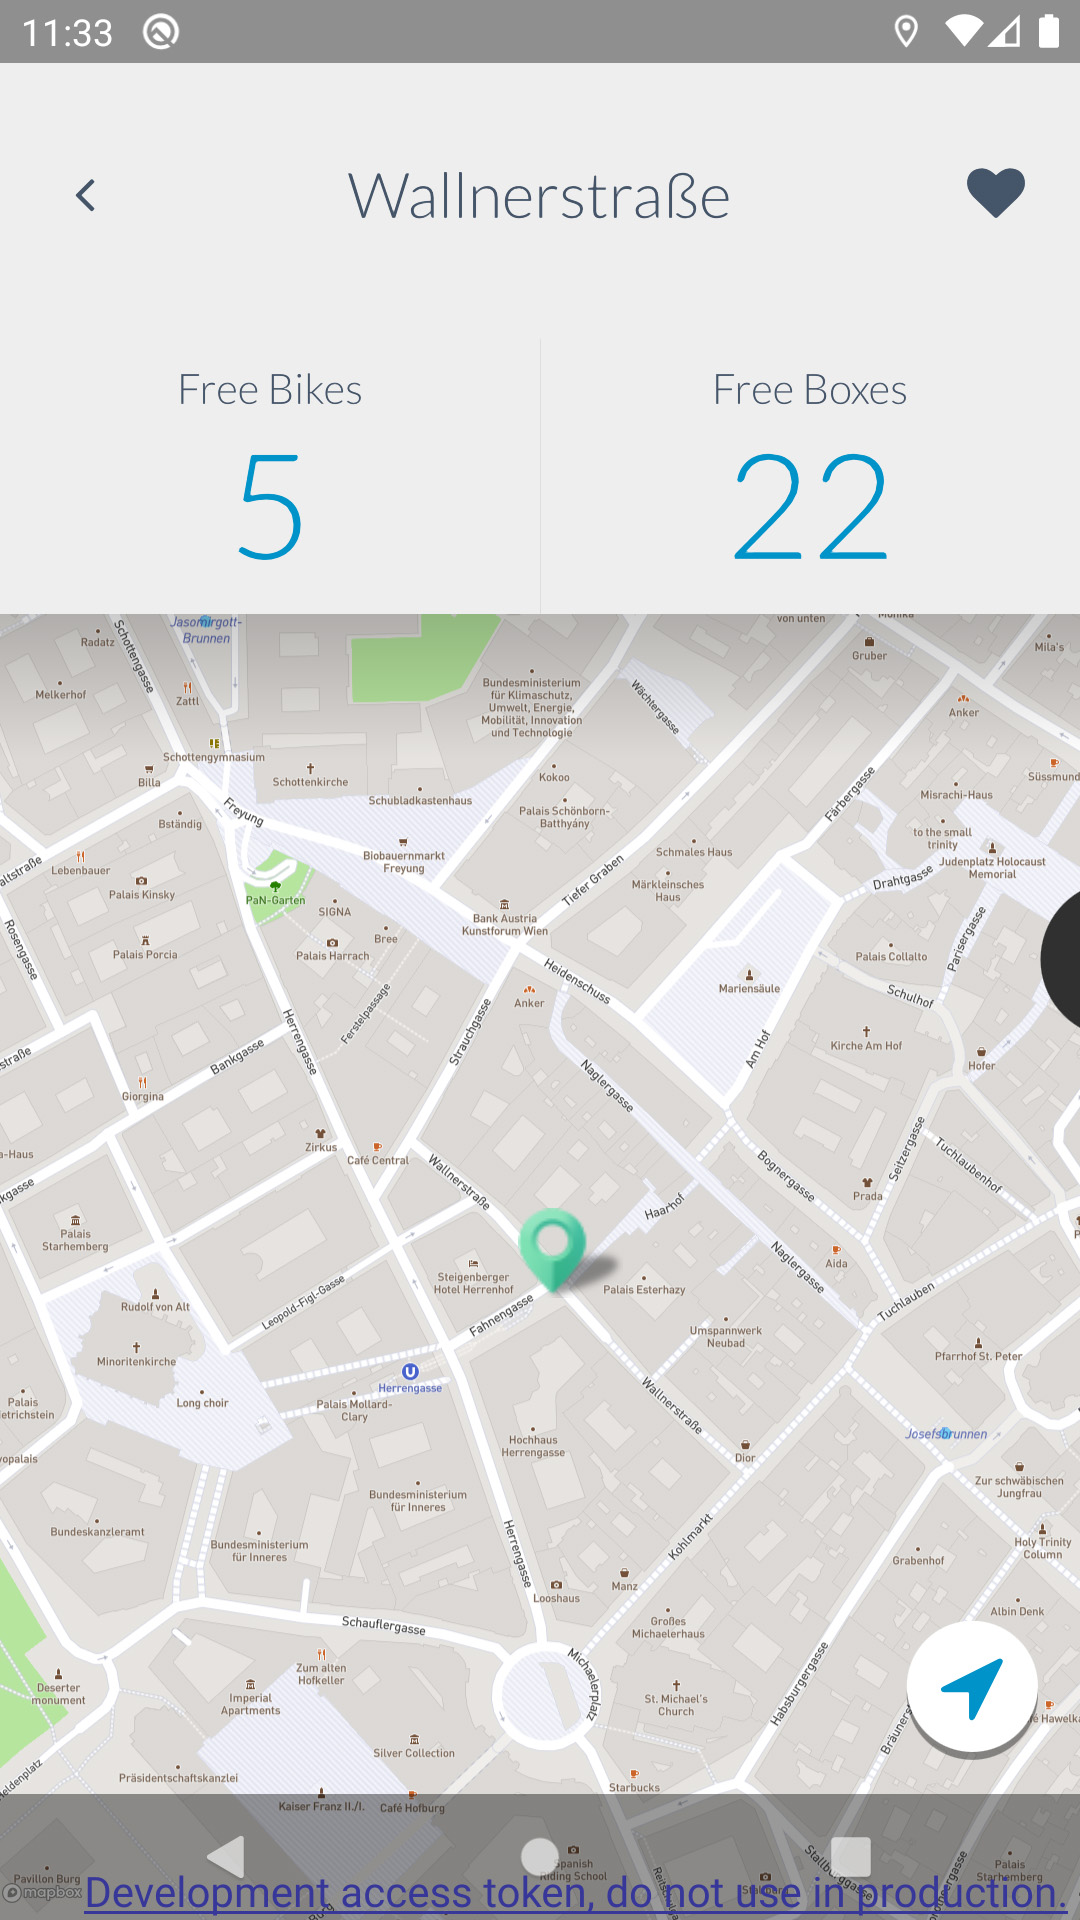 11:33
Wallnerstraße
Free Bikes
Free Boxes
5
22
Jasomirgott-
Brunnen
Radatz
Schottengasse
Melkerhof
Zattl
Bundesministerium
für Klimaschutz,
Umwelt, Energie,
Mobilität, Innovation
und Technologie
Wächtergasse
von unten
Gruber
Mila's
Anker
Schottengymnasium
Billa
Schottenkirche
Kokoo
Süssmund
Schubladkastenhaus
Palais Schönborn-
Batthyány
Färbergasse
Misrachi-Haus
Freyung
Bständig
to the small
trinity
Biobauernmarkt
Freyung
Schmales Haus
Judenplatz Holocaust
Memorial
Lebenbauer
Tiefer Graben
Drahtgasse
Palais Kinsky
PaN-Garten
Märkleinsches
Haus
SIGNA
Bank Austria
Kunstforum Wien
Parisergasse
Rosengasse
Palais Porcia
Bree
Palais Harrach
Palais Collalto
Heidenschuss
Mariensäule
Anker
Schulhof
Ferstelpassage
Strauchgasse
Herrengasse
Am Hof
Kirche Am Hof
Bankgasse
Hofer
Naglergasse
Giorgina
Zirkus
Café Central
Seitzergasse
Tuchlaubenhof
a-Haus
Wallnerstraße
Bognergasse
Prada
kgasse
Haarhof
Palais
Starhemberg
Naglergasse
Aida
Steigenberger
Hotel Herrenhof
Palais Esterhazy
Rudolf von Alt
Leopold-Figl-Gasse
Fahnengasse
Tuchlauben
Umspannwerk
Neubad
Minoritenkirche
Pfarrhof St. Peter
Herrengasse
Long choir
Palais Mollard-
Clary
Palais
etrichstein
Wallnerstraße
Josefsbrunnen
Hochhaus
Herrengasse
Dior
vopalais
Zur schwäbischen
Jungfrau
Bundesministerium
für Inneres
Bundeskanzleramt
Bundesministerium
für Inneres
Herrengasse
Kohlmarkt
Holy Trinity
Column
Grabenhof
Manz
Looshaus
Albin Denk
Schauflergasse
Großes
Michaelerhaus
Michaelerplatz
Zum alten
Hofkeller
Deserter
monument
Imperial
Apartments
St. Michael's
Church
Habsburgergasse
é Hawelka
Silver Collection
Präsidentschaftskanzlei
Starbucks
Kaiser Franz II./I.
Café Hofburg
Pavillon Burg
Spanish
Riding School
Stallburggasse
Palais
Starhemberg
mapbox
Development access token, do not use in production.